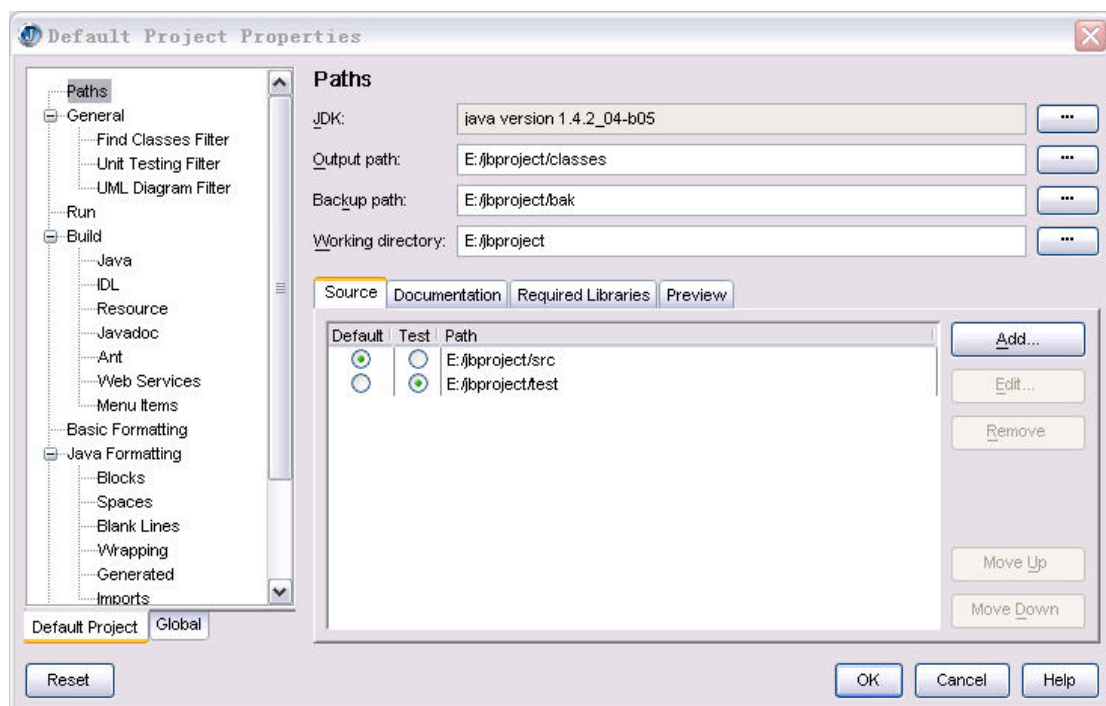 Default Project Properties
Paths
General
Find Classes Filter
Unit Testing Filter
UML Diagram Filter
Run
Build
Java
IDL
Resource
Javadoc
Ant
Web Services
Menu Items
Basic Formatting
Java Formatting
Blocks
Spaces
Blank Lines
Wrapping
Generated
Imports
Default Project Global
Paths
JDK: java version 1.4.2_04-b05 ...
Output path: E:/jbproject/classes ...
Backup path: E:/jbproject/bak ...
Working directory: E:/jbproject ...
Source Documentation Required Libraries Preview
Default Test Path
E:/jbproject/src
E:/jbproject/test
Add...
Edit...
Remove
Move Up
Move Down
Reset OK Cancel Help